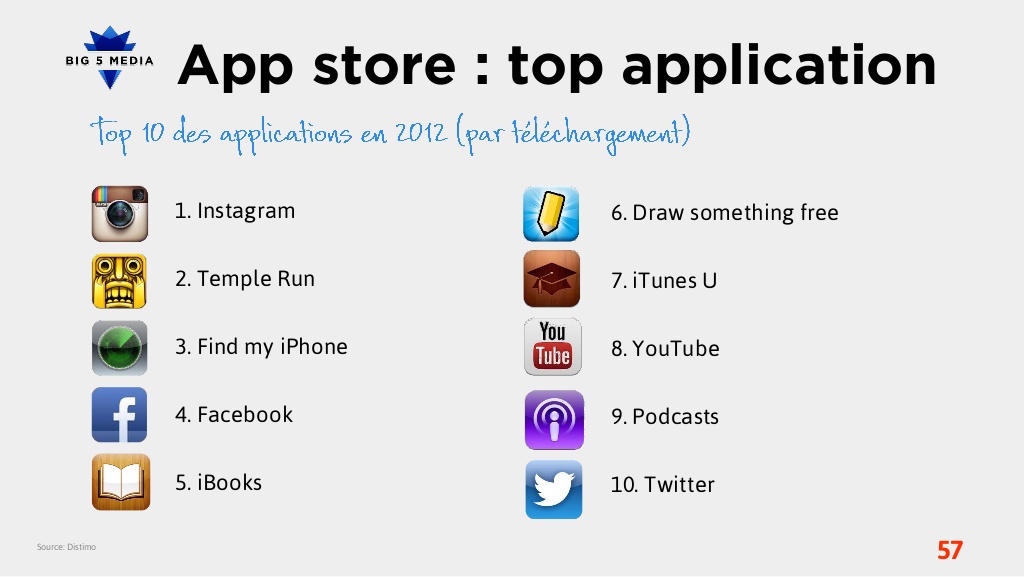 BIG 5 MEDIA
App store : top application
Top 10 des applications en 2012 (par téléchargement)
1. Instagram
2. Temple Run
3. Find my iPhone
4. Facebook
5. iBooks
6. Draw something free
7. iTunes U
You
Tube
8. YouTube
9. Podcasts
10. Twitter
Source: Distimo
57